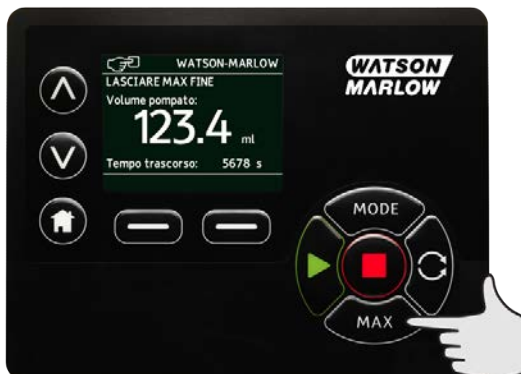 WATSON-MARLOW
LASCIARE MAX FINE
Volume pompato:
123.4 ml
Tempo trascorso: 5678 s
WATSON
MARLOW
MODE
MAX